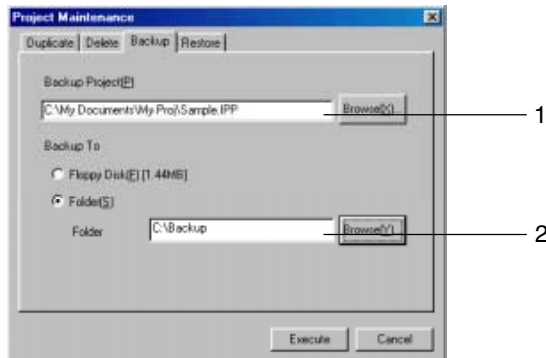 Project Maintenance
Duplicate Delete Backup Restore
Backup Project(P)
C:\My Documents\My Proj\Sample.IPP Browse(X)... 1
Backup To
Floppy Disk(F) [1.44MB]
Folder(S)
Folder C:\Backup Browse(Y)... 2
Execute Cancel